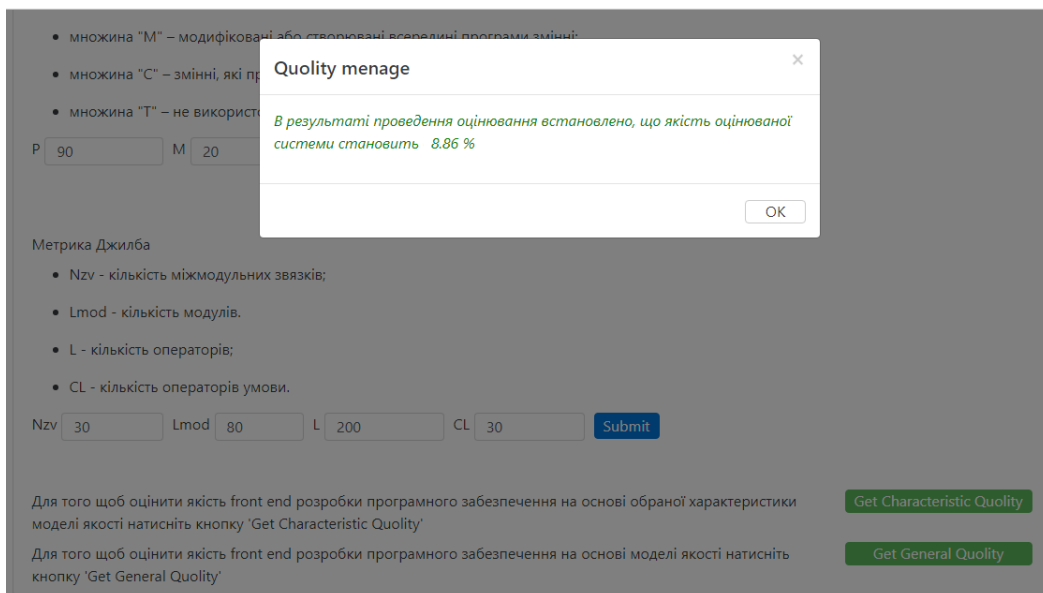 множина "М" – модифіковані або створювані всередині програми змінні;
множина "С" – змінні, які
множина "Т" – не
P 90 M 20
Quolity menage
×
В результаті проведення оцінювання встановлено, що якість оцінюваної
системи становить 8.86 %
OK
Метрика Джилба
Nzv - кількість міжмодульних звязків;
Lmod - кількість модулів.
L - кількість операторів;
CL - кількість операторів умови.
Nzv 30 Lmod 80 L 200 CL 30 Submit
Для того щоб оцінити якість front end розробки програмного забезпечення на основі обраної характеристики
моделі якості натисніть кнопку 'Get Characteristic Quolity'
Get Characteristic Quolity
Для того щоб оцінити якість front end розробки програмного забезпечення на основі моделі якості натисніть
кнопку 'Get General Quolity'
Get General Quolity